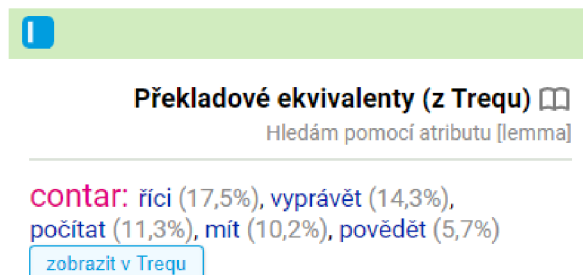 Překladové ekvivalenty (z Trequ)
Hledám pomocí atributu [lemma]
contar: říci (17,5%), vyprávět (14,3%),
počítat (11,3%), mít (10,2%), povědět (5,7%)
zobrazit v Trequ